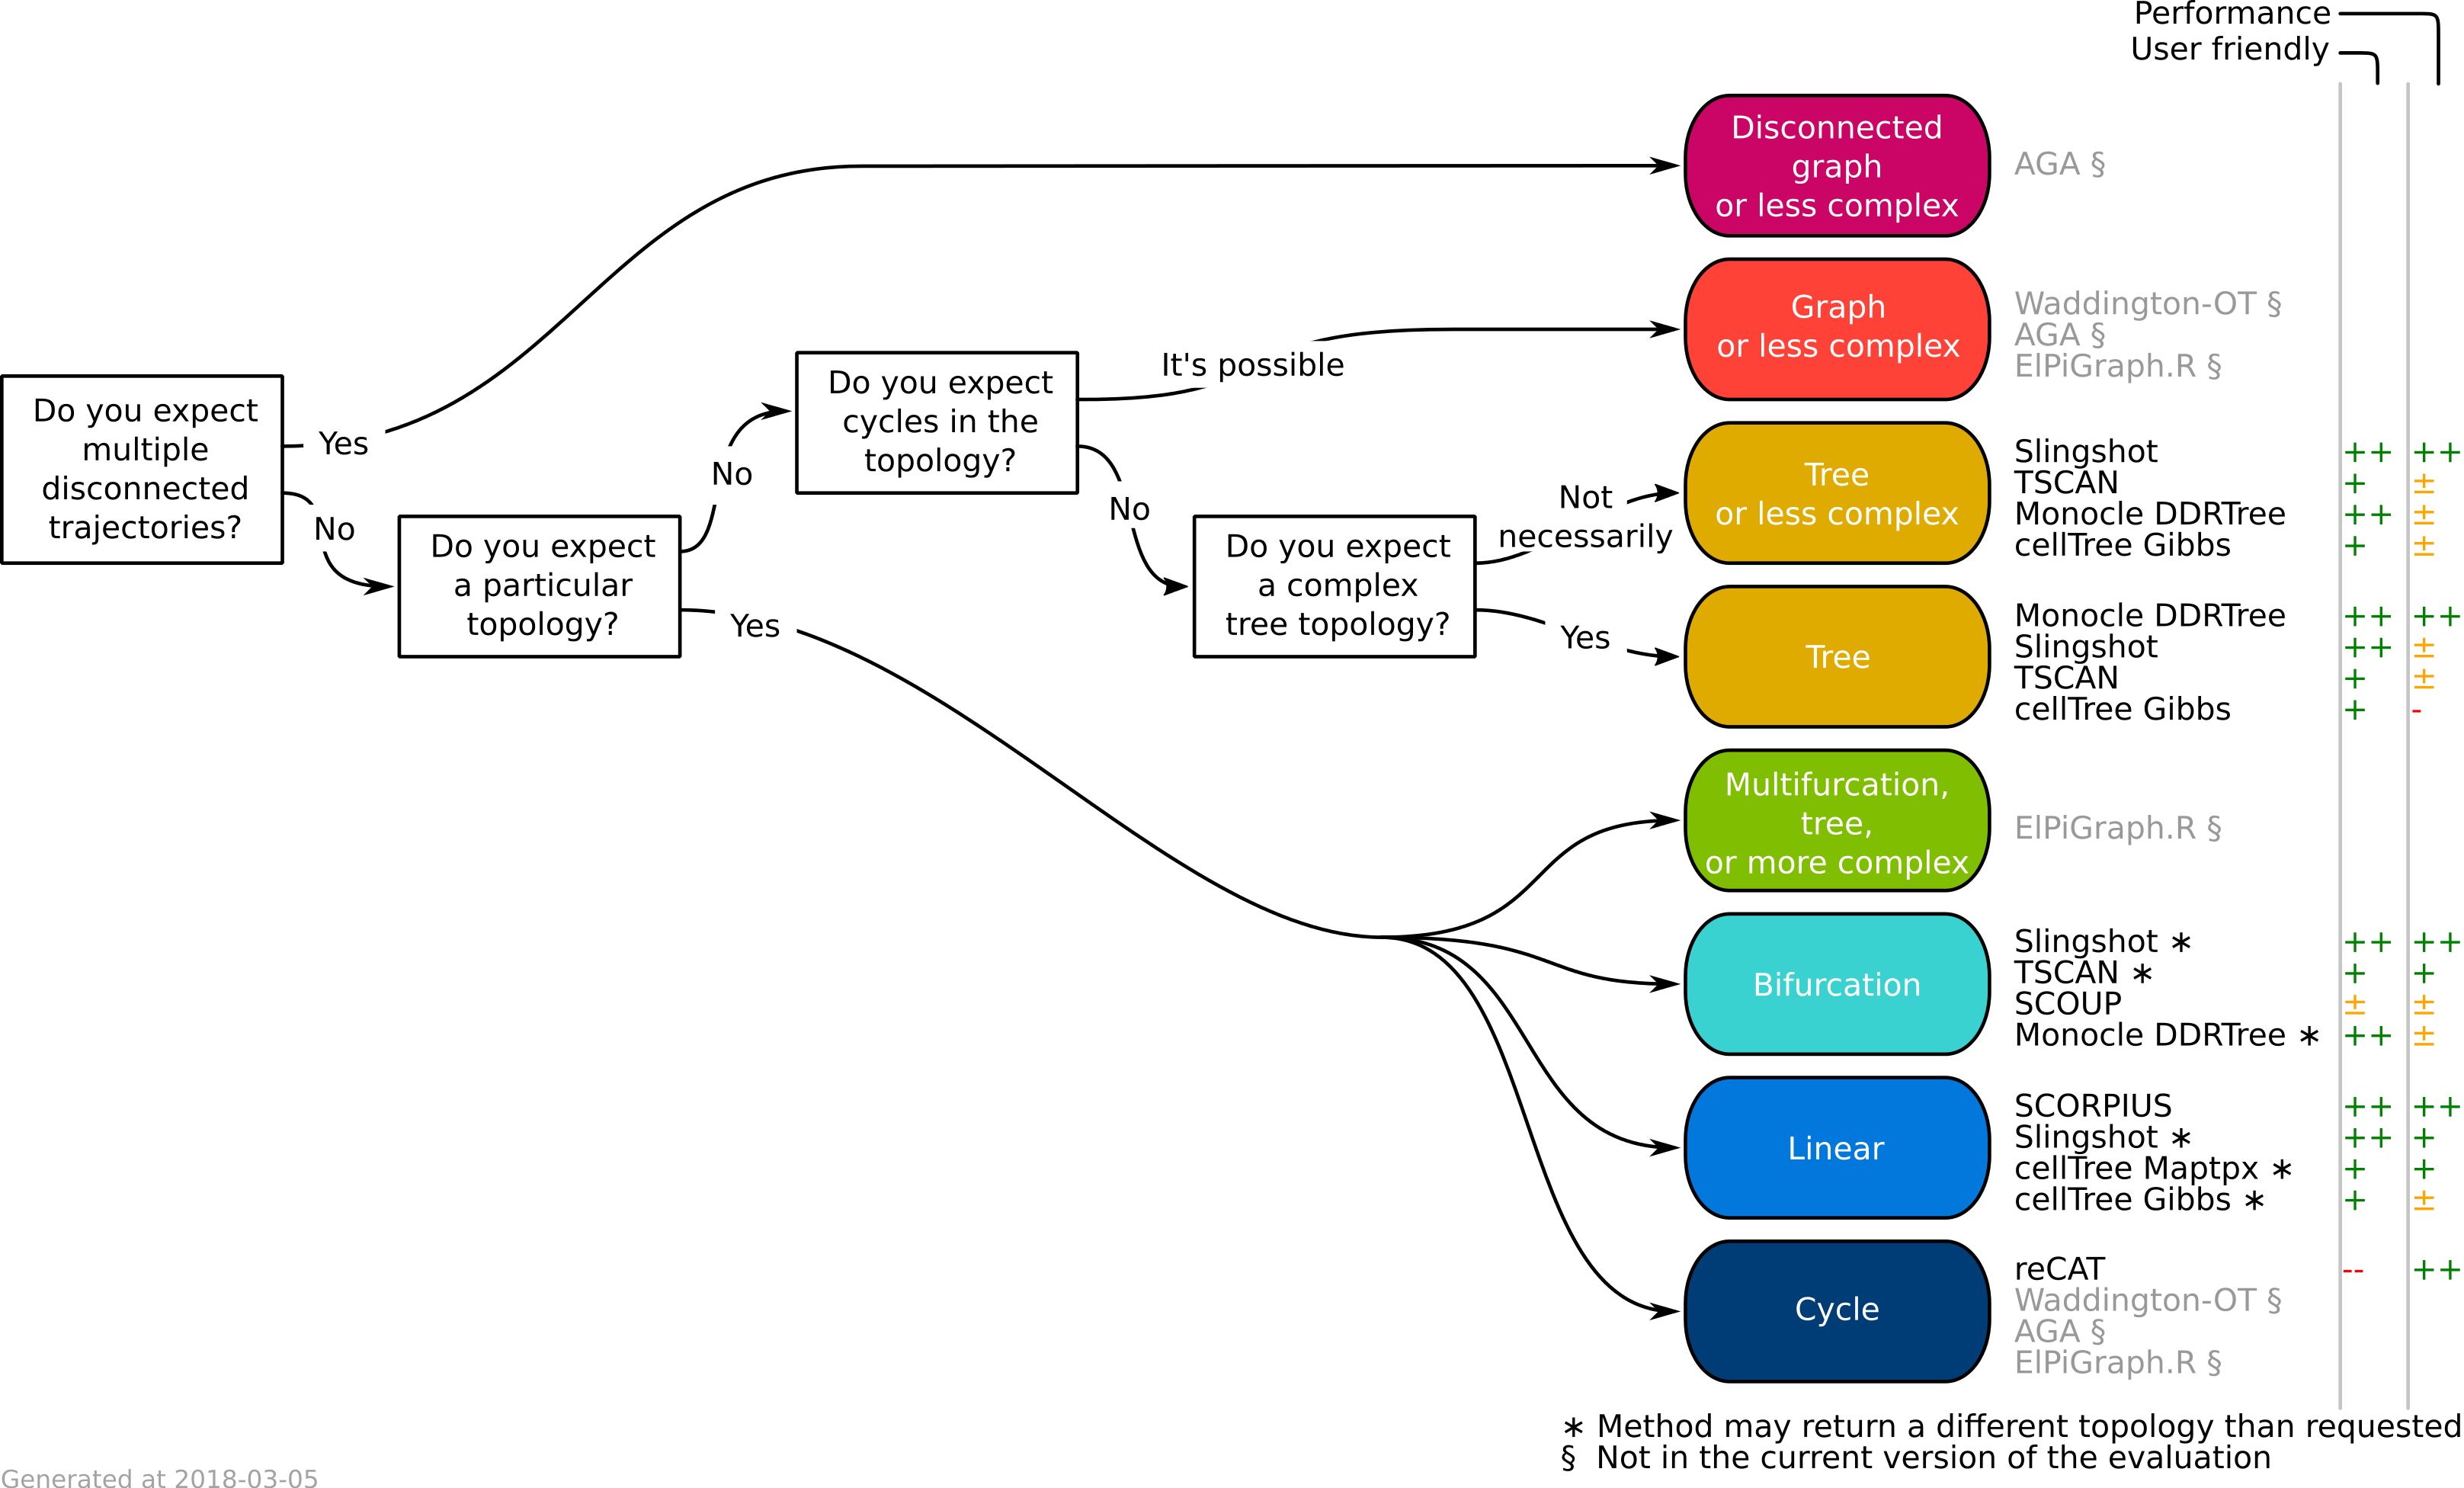 Performance
User friendly
Disconnected
graph
or less complex
AGA §
Graph
or less complex
Waddington-OT §
AGA §
ElPiGraph.R §
Do you expect
multiple
disconnected
trajectories?
Yes
No
Do you expect
a particular
topology?
No
Yes
Do you expect
cycles in the
topology?
It's possible
No
Do you expect
a complex
tree topology?
Not
necessarily
Yes
Tree
or less complex
Slingshot ++ ++
TSCAN + ±
Monocle DDRTree ++ ±
cellTree Gibbs + ±
Tree
Monocle DDRTree ++ ++
Slingshot ++ ±
TSCAN + ±
cellTree Gibbs + -
Multifurcation,
tree,
or more complex
ElPiGraph.R §
Bifurcation
Slingshot ∗ ++ ++
TSCAN ∗ + +
SCOUP ± ±
Monocle DDRTree ∗ ++ ±
Linear
SCORPIUS ++ ++
Slingshot ∗ ++ +
cellTree Maptpx ∗ + +
cellTree Gibbs ∗ + ±
Cycle
reCAT -- ++
Waddington-OT §
AGA §
ElPiGraph.R §
∗ Method may return a different topology than requested
§ Not in the current version of the evaluation
Generated at 2018-03-05